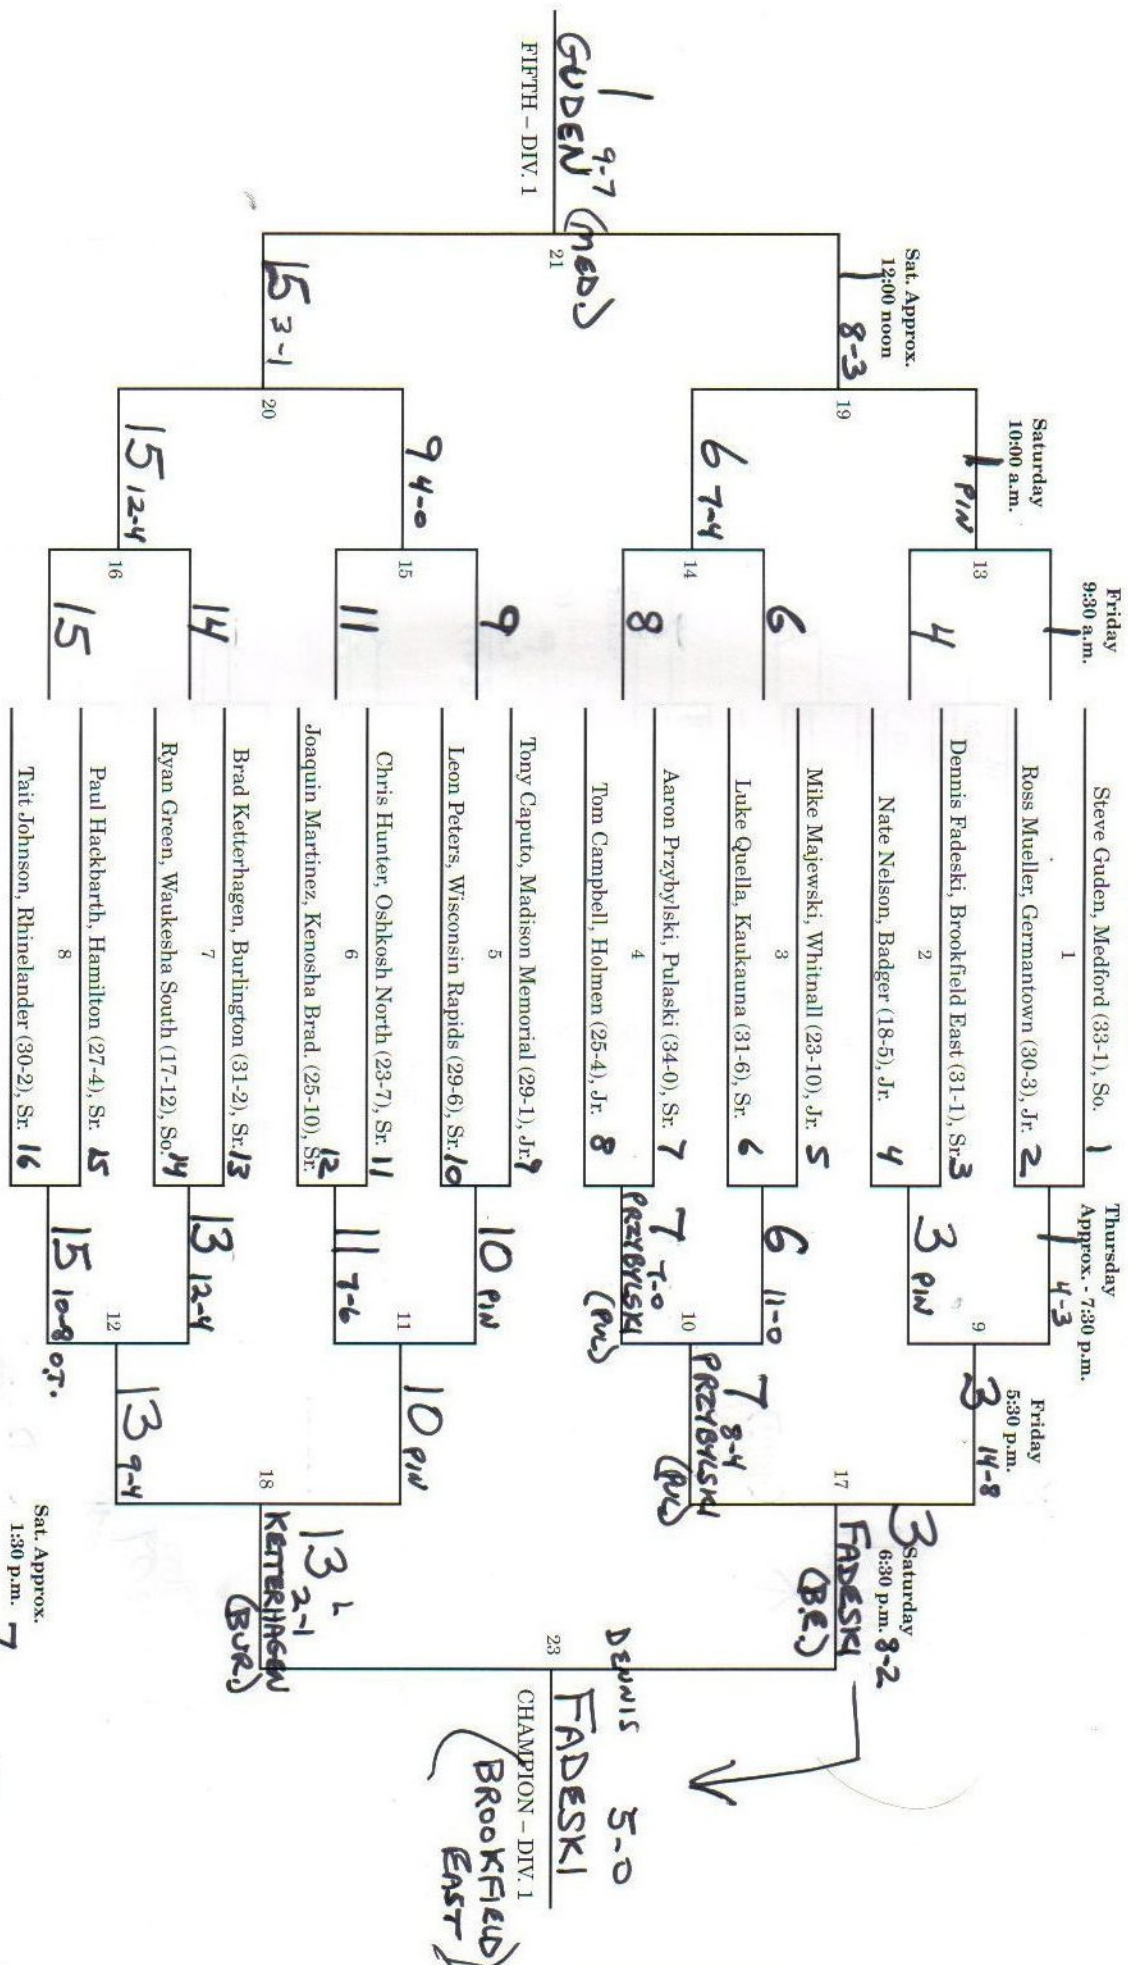 Friday
9:30 a.m.
Saturday
10:00 a.m.
Sat. Approx.
12:00 noon
1
4
13
1 PIN
6
8
14
6 7-4
19
1 8-3
9
11
15
9 4-0
14
15
16
15 12-4
20
15 3-1
21
1
9-7
GUDEN (MED.)
FIFTH – DIV. 1
Steve Guden, Medford (33-1), So. 1
1
Ross Mueller, Germantown (30-3), Jr. 2
Dennis Fadeski, Brookfield East (31-1), Sr. 3
2
Nate Nelson, Badger (18-5), Jr. 4
Mike Majewski, Whitnall (23-10), Jr. 5
3
Luke Quella, Kaukauna (31-6), Sr. 6
Aaron Przybylski, Pulaski (34-0), Sr. 7
4
Tom Campbell, Holmen (25-4), Jr. 8
Tony Caputo, Madison Memorial (29-1), Jr. 9
5
Leon Peters, Wisconsin Rapids (29-6), Sr. 10
Chris Hunter, Oshkosh North (23-7), Sr. 11
6
Joaquin Martinez, Kenosha Brad. (25-10), Sr. 12
Brad Ketterhagen, Burlington (31-2), Sr. 13
7
Ryan Green, Waukesha South (17-12), So. 14
Paul Hackbarth, Hamilton (27-4), Sr. 15
8
Tait Johnson, Rhinelander (30-2), Sr. 16
Thursday
Approx. - 7:30 p.m.
1 4-3
9
3 PIN
6 11-0
10
7 7-0
PRZYBYLSKI
(PUL)
10 PIN
11
11 7-6
13 12-4
12
15 10-8 O.T.
Friday
5:30 p.m.
3 14-8
17
7 8-4
PRZYBYLSKI
(PUL)
10 PIN
18
13 9-4
Saturday
6:30 p.m.
3 8-2
FADESKI
(B.E.)
23
13 2-1
KETTERHAGEN
(BUR.)
DENNIS 5-0
FADESKI
CHAMPION – DIV. 1
(BROOKFIELD
EAST)
Sat. Approx.
1:30 p.m.
7